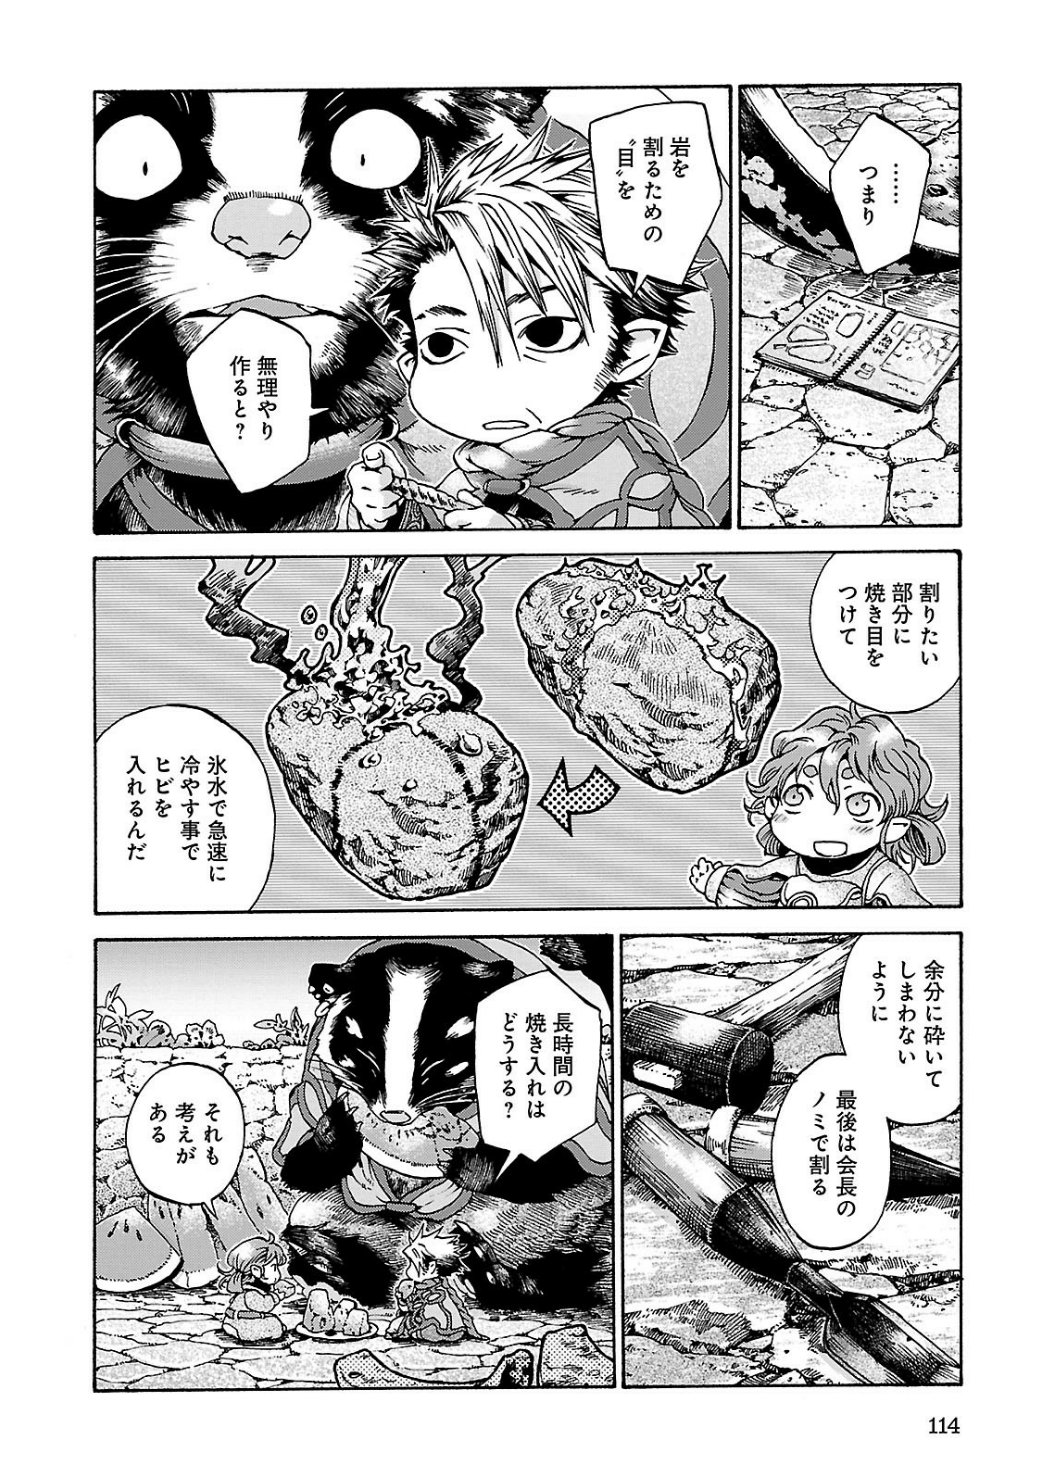 ……
つまり
岩を
割るための
〝目〟を
無理やり
作ると？
割りたい
部分に
焼き目を
つけて
氷水で急速に
冷やす事で
ヒビを
入れるんだ
余分に砕いて
しまわない
ように
最後は会長の
ノミで割る
長時間の
焼き入れは
どうする？
それも
考えが
ある
114